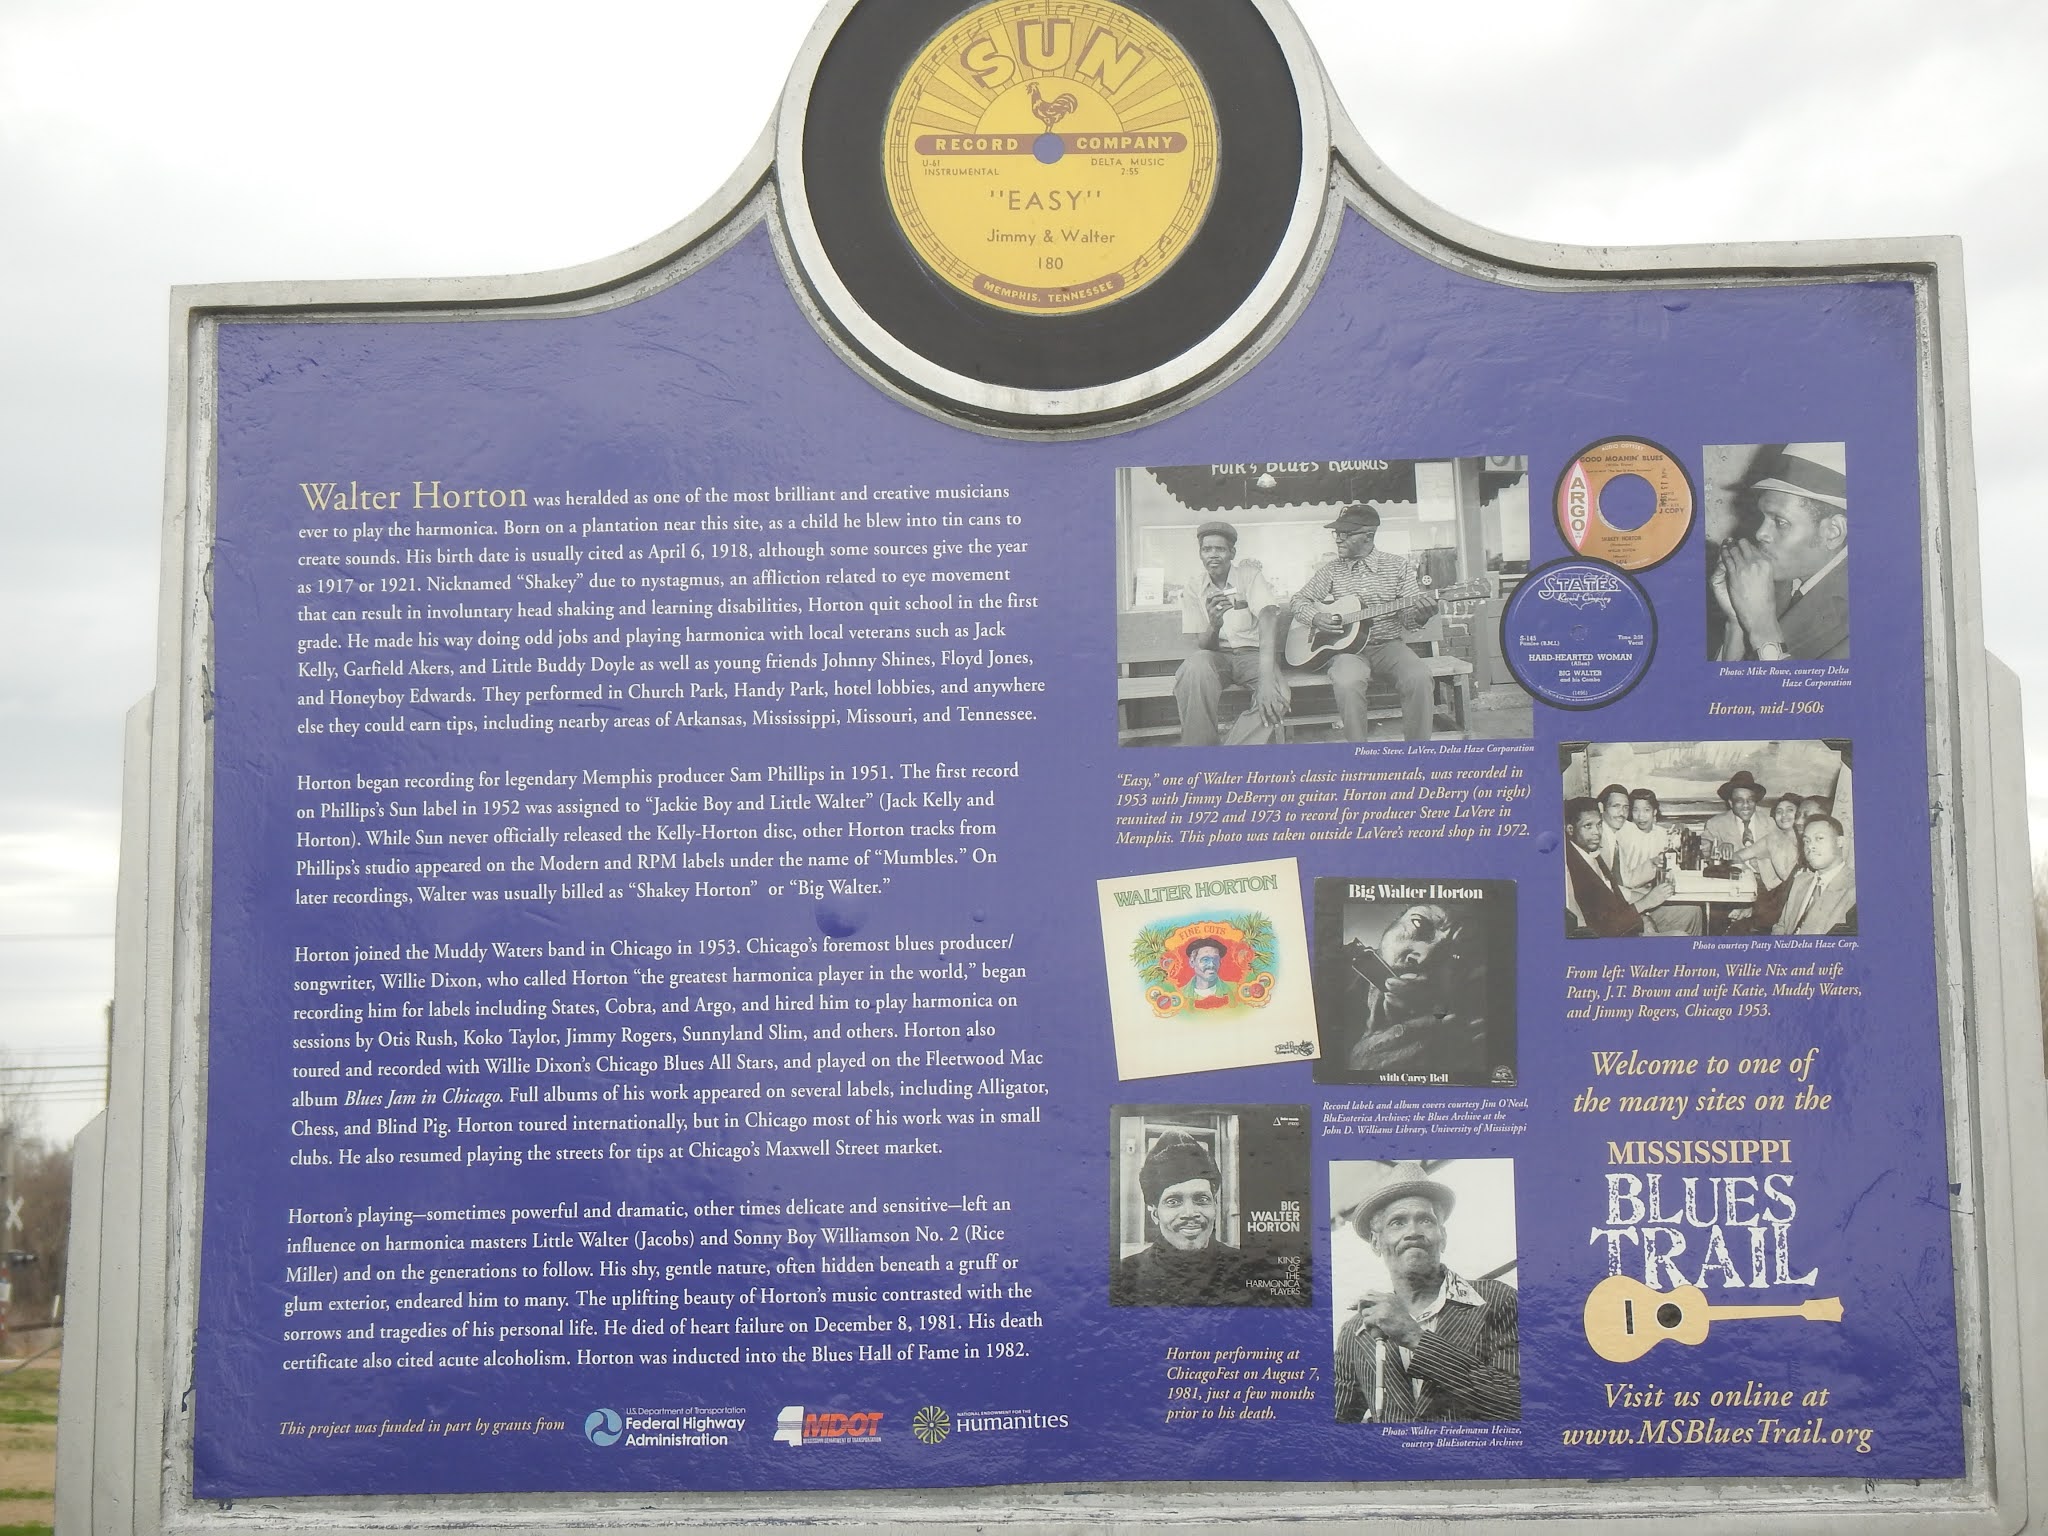 SUN
RECORD COMPANY
U-61
INSTRUMENTAL
DELTA MUSIC
2:55
"EASY"
Jimmy & Walter
180
MEMPHIS, TENNESSEE
Walter Horton was heralded as one of the most brilliant and creative musicians
ever to play the harmonica. Born on a plantation near this site, as a child he blew into tin cans to
create sounds. His birth date is usually cited as April 6, 1918, although some sources give the year
as 1917 or 1921. Nicknamed “Shakey” due to nystagmus, an affliction related to eye movement
that can result in involuntary head shaking and learning disabilities, Horton quit school in the first
grade. He made his way doing odd jobs and playing harmonica with local veterans such as Jack
Kelly, Garfield Akers, and Little Buddy Doyle as well as young friends Johnny Shines, Floyd Jones,
and Honeyboy Edwards. They performed in Church Park, Handy Park, hotel lobbies, and anywhere
else they could earn tips, including nearby areas of Arkansas, Mississippi, Missouri, and Tennessee.
Horton began recording for legendary Memphis producer Sam Phillips in 1951. The first record
on Phillips’s Sun label in 1952 was assigned to “Jackie Boy and Little Walter” (Jack Kelly and
Horton). While Sun never officially released the Kelly-Horton disc, other Horton tracks from
Phillips’s studio appeared on the Modern and RPM labels under the name of “Mumbles.” On
later recordings, Walter was usually billed as “Shakey Horton” or “Big Walter.”
Horton joined the Muddy Waters band in Chicago in 1953. Chicago’s foremost blues producer/
songwriter, Willie Dixon, who called Horton “the greatest harmonica player in the world,” began
recording him for labels including States, Cobra, and Argo, and hired him to play harmonica on
sessions by Otis Rush, Koko Taylor, Jimmy Rogers, Sunnyland Slim, and others. Horton also
toured and recorded with Willie Dixon’s Chicago Blues All Stars, and played on the Fleetwood Mac
album Blues Jam in Chicago. Full albums of his work appeared on several labels, including Alligator,
Chess, and Blind Pig. Horton toured internationally, but in Chicago most of his work was in small
clubs. He also resumed playing the streets for tips at Chicago’s Maxwell Street market.
Horton’s playing—sometimes powerful and dramatic, other times delicate and sensitive—left an
influence on harmonica masters Little Walter (Jacobs) and Sonny Boy Williamson No. 2 (Rice
Miller) and on the generations to follow. His shy, gentle nature, often hidden beneath a gruff or
glum exterior, endeared him to many. The uplifting beauty of Horton’s music contrasted with the
sorrows and tragedies of his personal life. He died of heart failure on December 8, 1981. His death
certificate also cited acute alcoholism. Horton was inducted into the Blues Hall of Fame in 1982.
This project was funded in part by grants from
U.S. Department of Transportation
Federal Highway
Administration
MDOT
MISSISSIPPI DEPARTMENT OF TRANSPORTATION
NATIONAL ENDOWMENT FOR THE
Humanities
Folk & Blues Records
Photo: Steve. LaVere, Delta Haze Corporation
“Easy,” one of Walter Horton’s classic instrumentals, was recorded in
1953 with Jimmy DeBerry on guitar. Horton and DeBerry (on right)
reunited in 1972 and 1973 to record for producer Steve LaVere in
Memphis. This photo was taken outside LaVere’s record shop in 1972.
GOOD MOANIN' BLUES
ARGO
SHAKEY HORTON
STATES
Record Company
S-145
Time 2:58
Vocal
HARD-HEARTED WOMAN
(Allen)
BIG WALTER
and his Combo
Photo: Mike Rowe, courtesy Delta
Haze Corporation
Horton, mid-1960s
Photo courtesy Patty Nix/Delta Haze Corp.
From left: Walter Horton, Willie Nix and wife
Patty, J.T. Brown and wife Katie, Muddy Waters,
and Jimmy Rogers, Chicago 1953.
WALTER HORTON
FINE CUTS
Big Walter Horton
with Carey Bell
Record labels and album covers courtesy Jim O’Neal,
BluEsoterica Archives; the Blues Archive at the
John D. Williams Library, University of Mississippi
BIG
WALTER
HORTON
KING
OF
THE
HARMONICA
PLAYERS
Horton performing at
ChicagoFest on August 7,
1981, just a few months
prior to his death.
Photo: Walter Friedemann Heinze,
courtesy BluEsoterica Archives
Welcome to one of
the many sites on the
MISSISSIPPI
BLUES
TRAIL
Visit us online at
www.MSBluesTrail.org